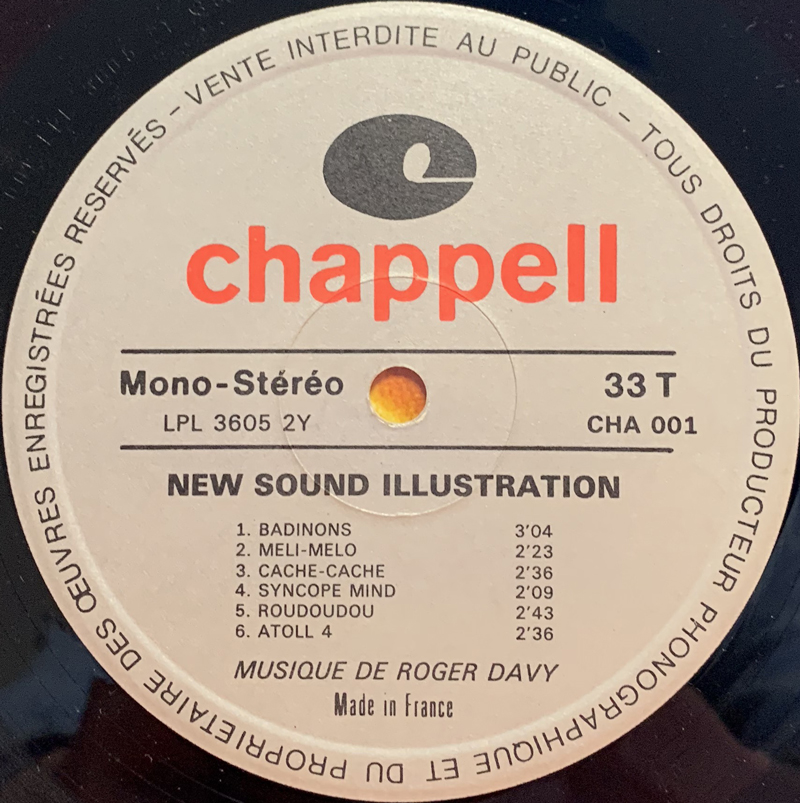 VENTE INTERDITE AU PUBLIC – TOUS DROITS DU PRODUCTEUR PHONOGRAPHIQUE ET DU PROPRIETAIRE DES ŒUVRES ENREGISTRÉES RESERVÉS –
chappell
Mono-Stéréo 33 T
LPL 3605 2Y CHA 001
NEW SOUND ILLUSTRATION
1. BADINONS 3'04
2. MELI-MELO 2'23
3. CACHE-CACHE 2'36
4. SYNCOPE MIND 2'09
5. ROUDOUDOU 2'43
6. ATOLL 4 2'36
MUSIQUE DE ROGER DAVY
Made in France